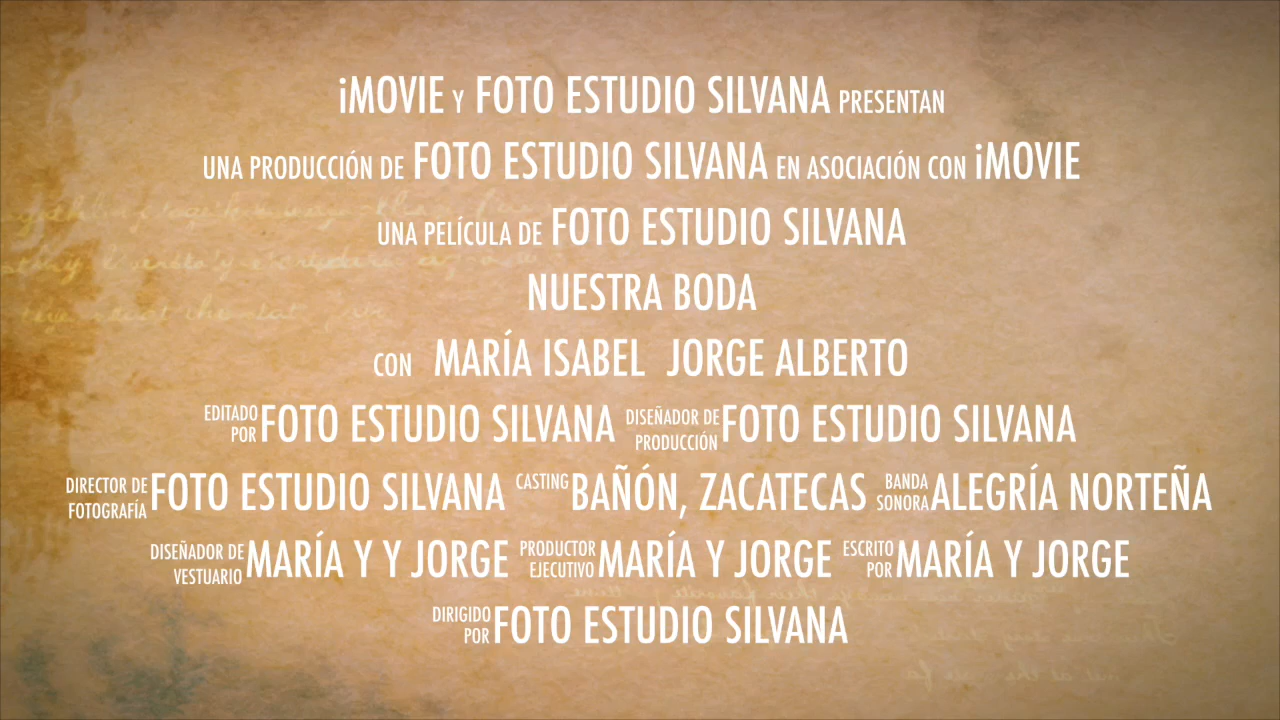 iMOVIE Y FOTO ESTUDIO SILVANA PRESENTAN
UNA PRODUCCIÓN DE FOTO ESTUDIO SILVANA EN ASOCIACIÓN CON iMOVIE
UNA PELÍCULA DE FOTO ESTUDIO SILVANA
NUESTRA BODA
CON MARÍA ISABEL JORGE ALBERTO
EDITADO POR FOTO ESTUDIO SILVANA DISEÑADOR DE PRODUCCIÓN FOTO ESTUDIO SILVANA
DIRECTOR DE FOTOGRAFÍA FOTO ESTUDIO SILVANA CASTING BAÑÓN, ZACATECAS BANDA SONORA ALEGRÍA NORTEÑA
DISEÑADOR DE VESTUARIO MARÍA Y Y JORGE PRODUCTOR EJECUTIVO MARÍA Y JORGE ESCRITO POR MARÍA Y JORGE
DIRIGIDO POR FOTO ESTUDIO SILVANA